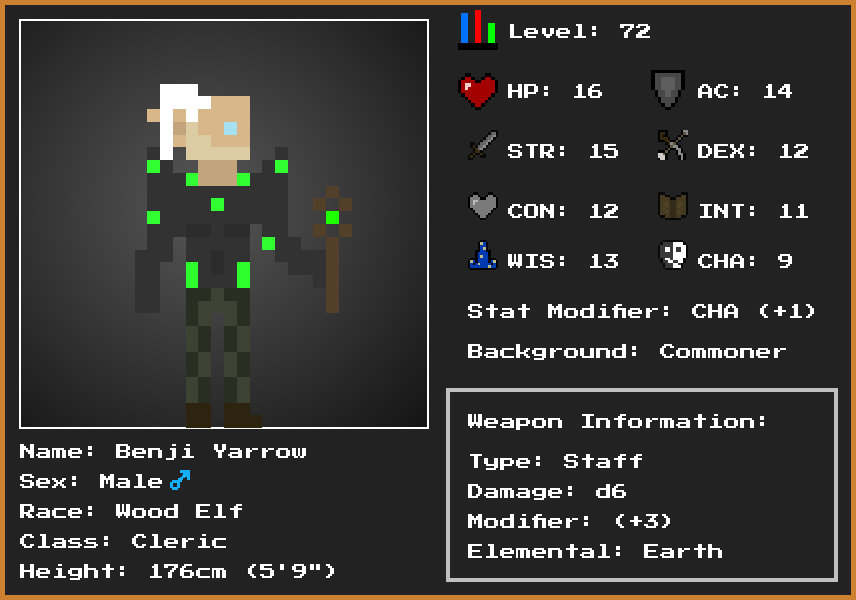 Level: 72
HP: 16 AC: 14
STR: 15 DEX: 12
CON: 12 INT: 11
WIS: 13 CHA: 9
Stat Modifier: CHA (+1)
Background: Commoner
Weapon Information:
Type: Staff
Damage: d6
Modifier: (+3)
Elemental: Earth
Name: Benji Yarrow
Sex: Male ♂
Race: Wood Elf
Class: Cleric
Height: 176cm (5'9")